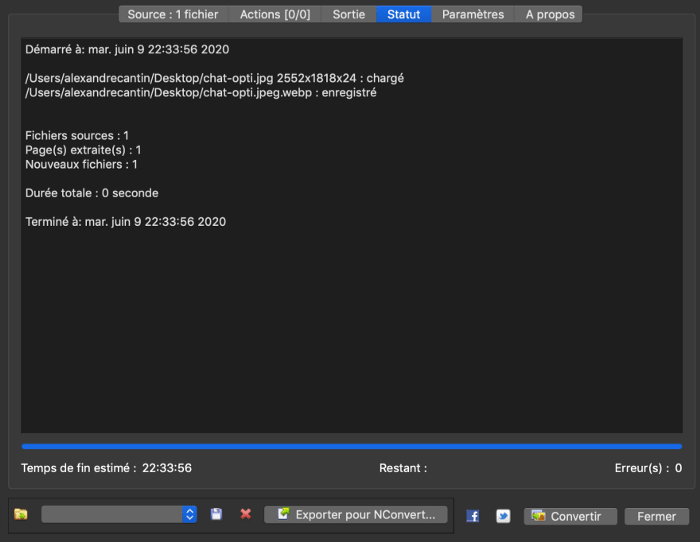 Source : 1 fichier Actions [0/0] Sortie Statut Paramètres A propos
Démarré à: mar. juin 9 22:33:56 2020
/Users/alexandrecantin/Desktop/chat-opti.jpg 2552x1818x24 : chargé
/Users/alexandrecantin/Desktop/chat-opti.jpeg.webp : enregistré
Fichiers sources : 1
Page(s) extraite(s) : 1
Nouveaux fichiers : 1
Durée totale : 0 seconde
Terminé à: mar. juin 9 22:33:56 2020
Temps de fin estimé : 22:33:56 Restant : Erreur(s) : 0
Exporter pour NConvert... Convertir Fermer